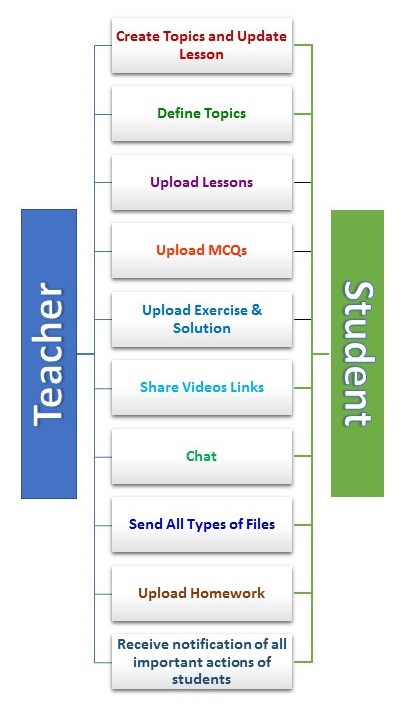 Create Topics and Update
Lesson
Define Topics
Upload Lessons
Upload MCQs
Upload Exercise &
Solution
Share Videos Links
Chat
Send All Types of Files
Upload Homework
Receive notification of all
important actions of
students
Teacher
Student